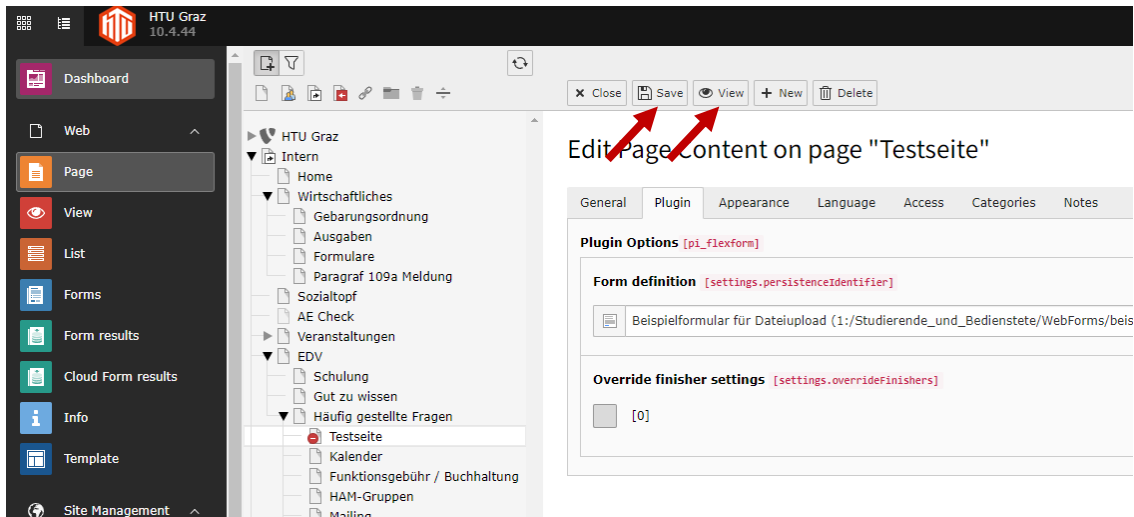 HTU Graz
10.4.44
Dashboard
Web
Page
View
List
Forms
Form results
Cloud Form results
Info
Template
Site Management
HTU Graz
Intern
Home
Wirtschaftliches
Gebarungsordnung
Ausgaben
Formulare
Paragraf 109a Meldung
Sozialtopf
AE Check
Veranstaltungen
EDV
Schulung
Gut zu wissen
Häufig gestellte Fragen
Testseite
Kalender
Funktionsgebühr / Buchhaltung
HAM-Gruppen
Mailing
Close Save View New Delete
Edit Page Content on page "Testseite"
General Plugin Appearance Language Access Categories Notes
Plugin Options [pi_flexform]
Form definition [settings.persistenceIdentifier]
Beispielformular für Dateiupload (1:/Studierende_und_Bedienstete/WebForms/beis
Override finisher settings [settings.overrideFinishers]
[0]